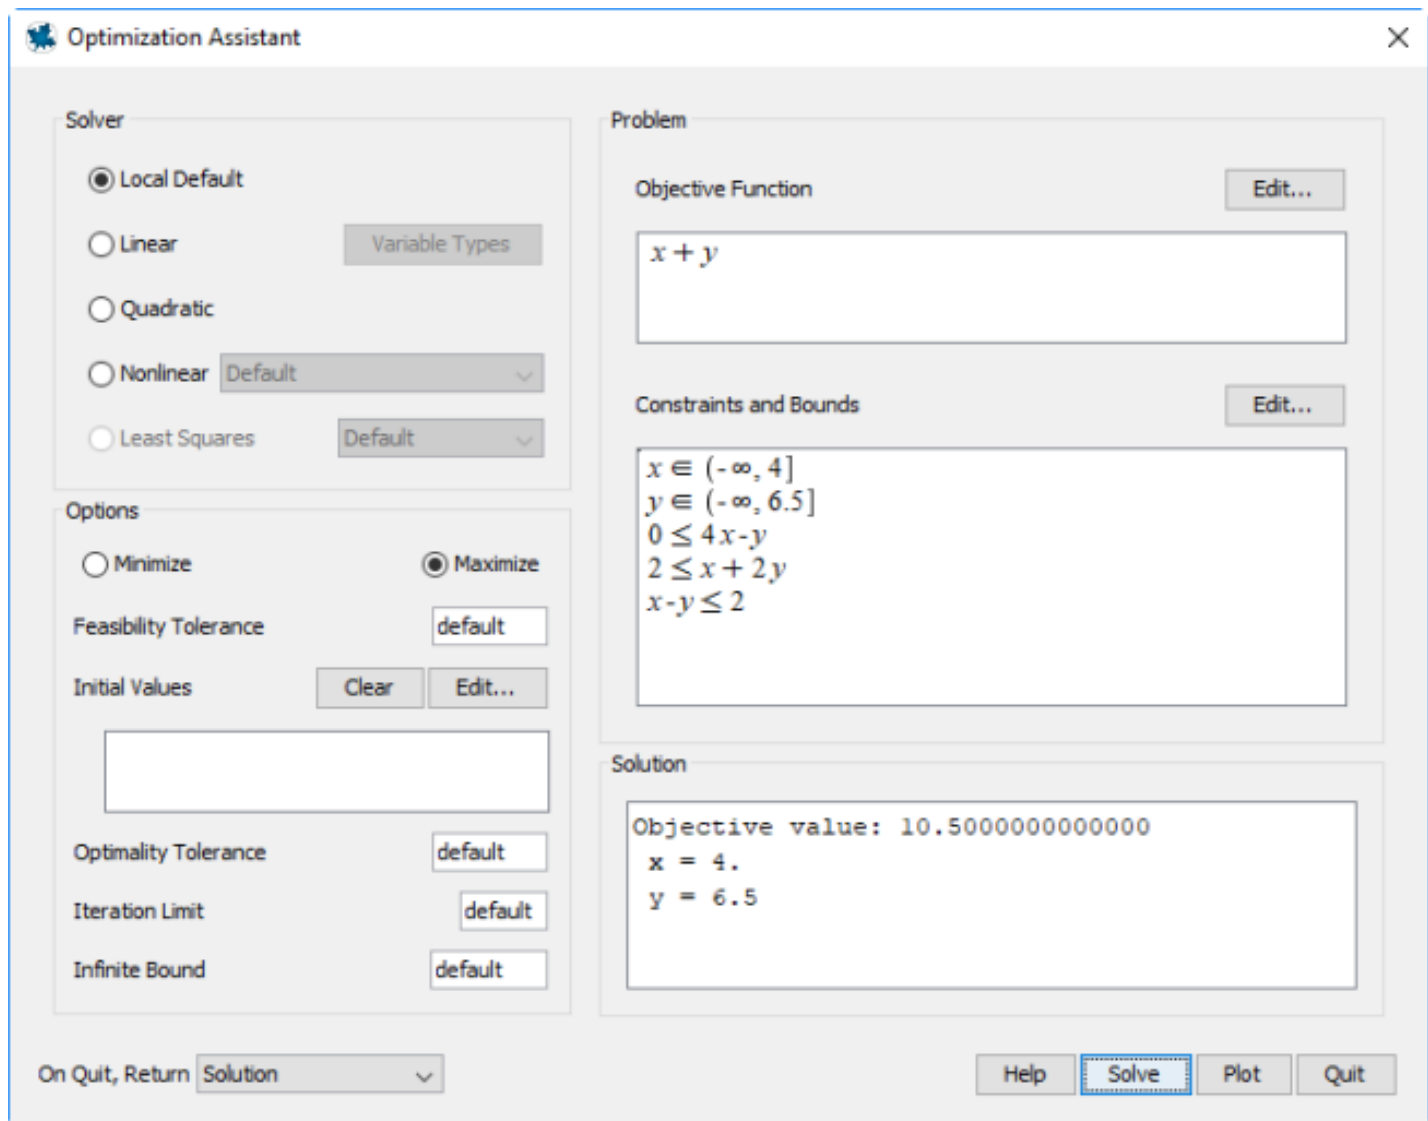 Optimization Assistant
Solver
Local Default
Linear
Variable Types
Quadratic
Nonlinear Default
Least Squares Default
Options
Minimize Maximize
Feasibility Tolerance default
Initial Values Clear Edit...
Optimality Tolerance default
Iteration Limit default
Infinite Bound default
Problem
Objective Function Edit...
x + y
Constraints and Bounds Edit...
x ∈ (-∞, 4]
y ∈ (-∞, 6.5]
0 ≤ 4x-y
2 ≤ x + 2y
x-y ≤ 2
Solution
Objective value: 10.5000000000000
x = 4.
y = 6.5
On Quit, Return Solution
Help Solve Plot Quit